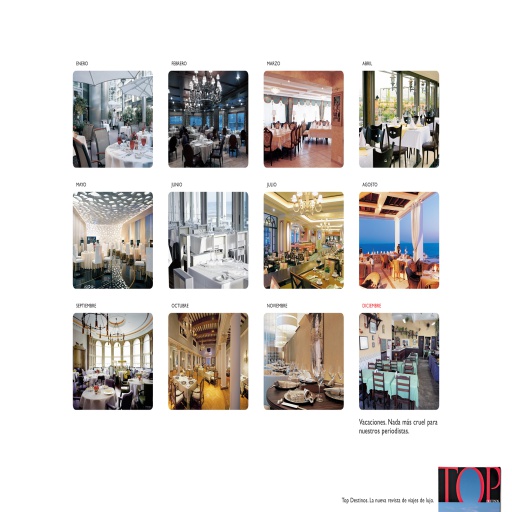 ENERO
FEBRERO
MARZO
ABRIL
MAYO
JUNIO
JULIO
AGOSTO
SEPTIEMBRE
OCTUBRE
NOVIEMBRE
DICIEMBRE
Vacaciones. Nada más cruel para
nuestros periodistas.
Top Destinos. La nueva revista de viajes de lujo.
TOP